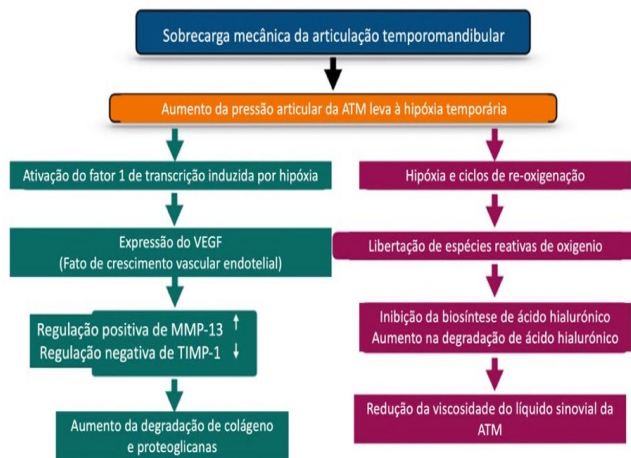 Sobrecarga mecânica da articulação temporomandibular
Aumento da pressão articular da ATM leva à hipóxia temporária
Ativação do fator 1 de transcrição induzida por hipóxia
Expressão do VEGF
(Fato de crescimento vascular endotelial)
Regulação positiva de MMP-13 ↑
Regulação negativa de TIMP-1 ↓
Aumento da degradação de colágeno
e proteoglicanas
Hipóxia e ciclos de re-oxigenação
Libertação de espécies reativas de oxigenio
Inibição da biosíntese de ácido hialurónico
Aumento na degradação de ácido hialurónico
Redução da viscosidade do líquido sinovial da
ATM